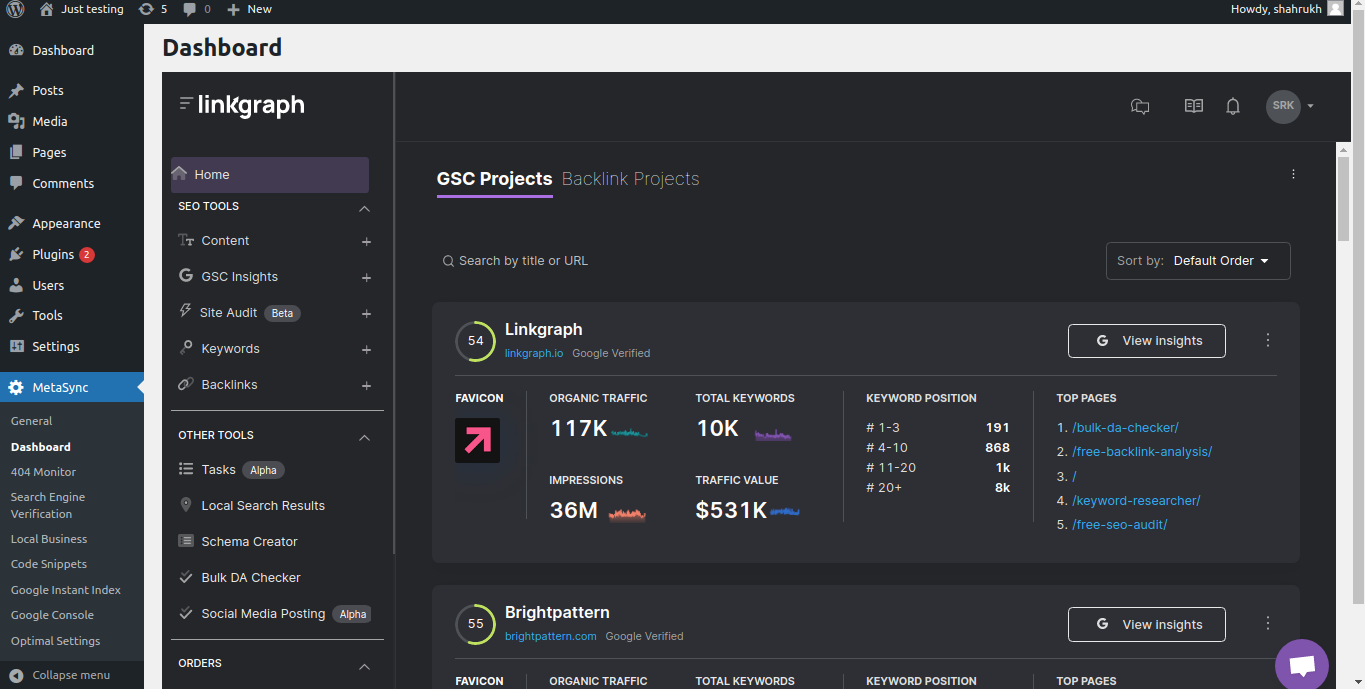 Just testing
5
0
New
Howdy, shahrukh
Dashboard
Posts
Media
Pages
Comments
Appearance
Plugins 2
Users
Tools
Settings
MetaSync
General
Dashboard
404 Monitor
Search Engine
Verification
Local Business
Code Snippets
Google Instant Index
Google Console
Optimal Settings
Collapse menu
Dashboard
linkgraph
Home
SEO TOOLS
Content
GSC Insights
Site Audit Beta
Keywords
Backlinks
OTHER TOOLS
Tasks Alpha
Local Search Results
Schema Creator
Bulk DA Checker
Social Media Posting Alpha
ORDERS
SRK
GSC Projects Backlink Projects
Search by title or URL
Sort by: Default Order
54
Linkgraph
linkgraph.io Google Verified
G View insights
FAVICON
ORGANIC TRAFFIC
117K
TOTAL KEYWORDS
10K
IMPRESSIONS
36M
TRAFFIC VALUE
$531K
KEYWORD POSITION
# 1-3 191
# 4-10 868
# 11-20 1k
# 20+ 8k
TOP PAGES
1. /bulk-da-checker/
2. /free-backlink-analysis/
3. /
4. /keyword-researcher/
5. /free-seo-audit/
55
Brightpattern
brightpattern.com Google Verified
G View insights
FAVICON
ORGANIC TRAFFIC
TOTAL KEYWORDS
KEYWORD POSITION
TOP PAGES